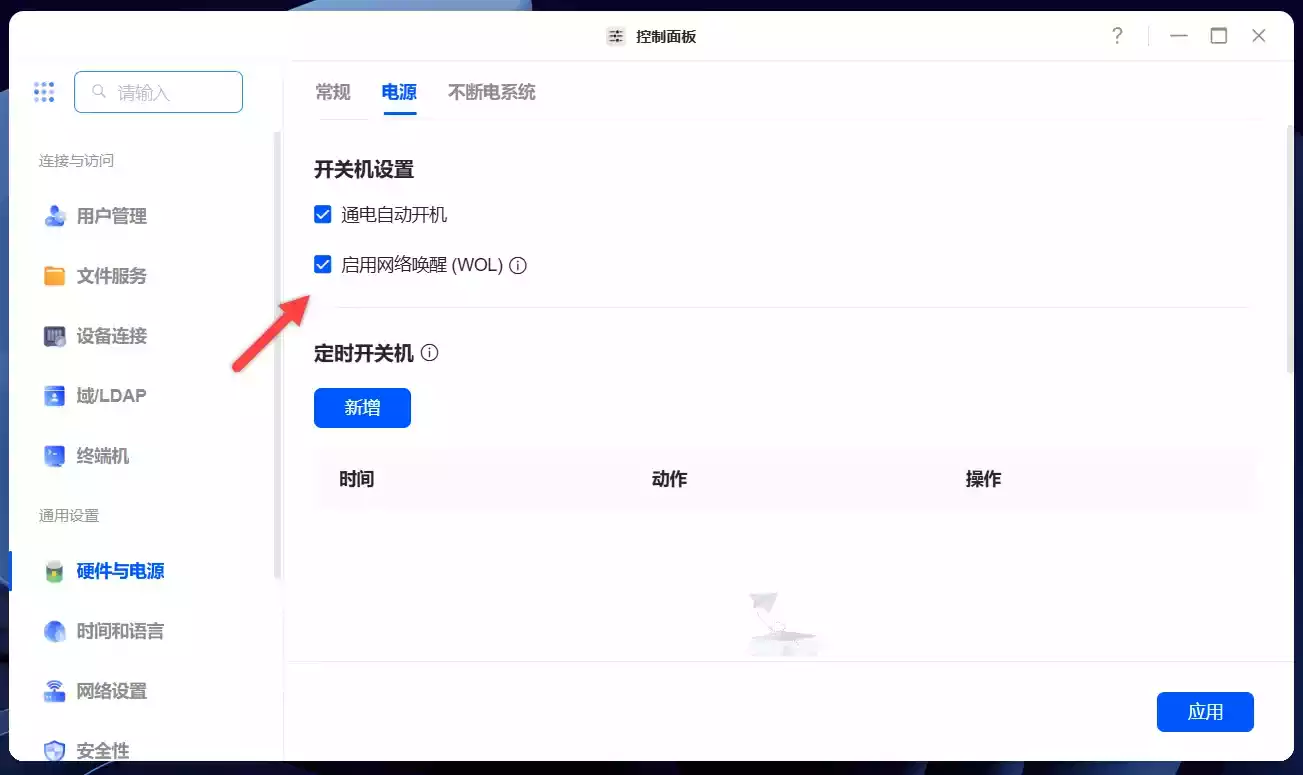 控制面板
请输入
连接与访问
用户管理
文件服务
设备连接
域/LDAP
终端机
通用设置
硬件与电源
时间和语言
网络设置
安全性
常规 电源 不断电系统
开关机设置
通电自动开机
启用网络唤醒 (WOL)
定时开关机
新增
时间 动作 操作
应用